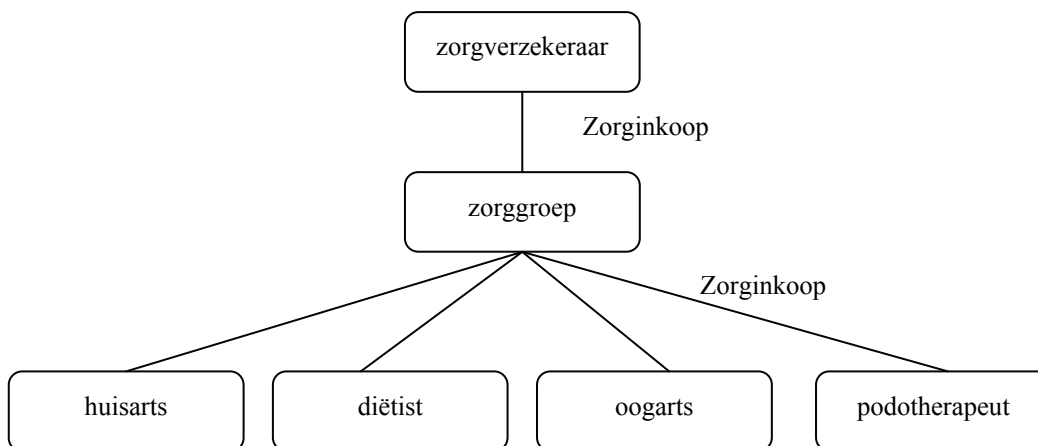 zorgverzekeraar
Zorginkoop
zorggroep
Zorginkoop
huisarts
diëtist
oogarts
podotherapeut